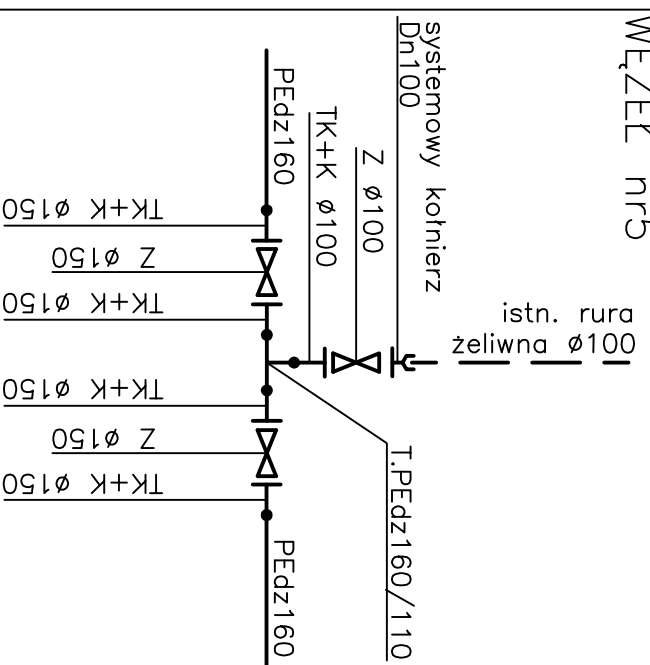 WĘZEŁ nr5
systemowy kołnierz
Dn100
istn. rura
żeliwna ø100
Z ø100
TK+K ø100
PEdz160
TK+K ø150
Z ø150
TK+K ø150
TK+K ø150
Z ø150
TK+K ø150
T.PEdz160/110
PEdz160